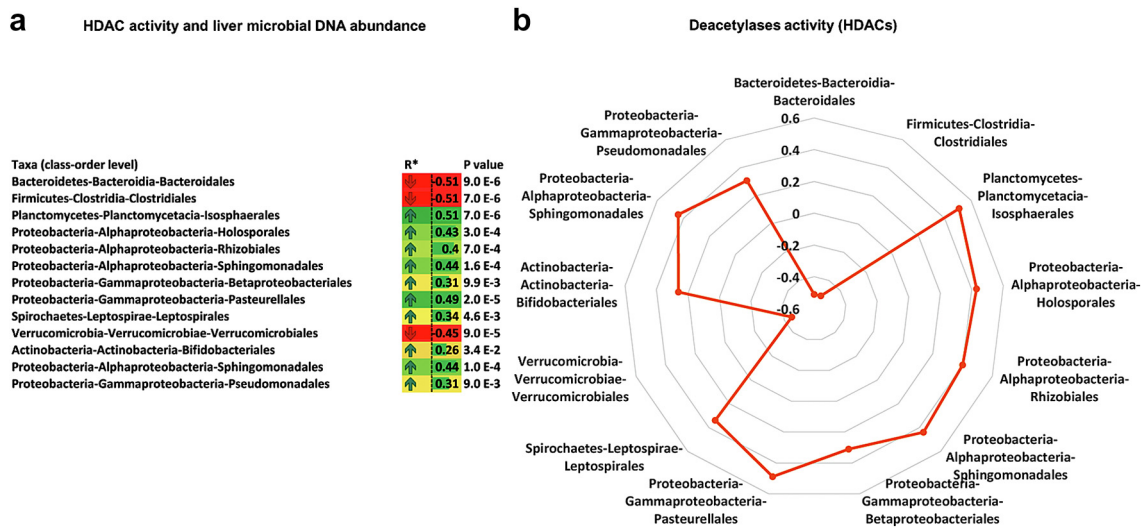 a
HDAC activity and liver microbial DNA abundance
Taxa (class-order level) R* P value
Bacteroidetes-Bacteroidia-Bacteroidales -0.51 9.0 E-6
Firmicutes-Clostridia-Clostridiales -0.51 7.0 E-6
Planctomycetes-Planctomycetacia-Isosphaerales 0.51 7.0 E-6
Proteobacteria-Alphaproteobacteria-Holosporales 0.43 3.0 E-4
Proteobacteria-Alphaproteobacteria-Rhizobiales 0.4 7.0 E-4
Proteobacteria-Alphaproteobacteria-Sphingomonadales 0.44 1.6 E-4
Proteobacteria-Gammaproteobacteria-Betaproteobacteriales 0.31 9.9 E-3
Proteobacteria-Gammaproteobacteria-Pasteurellales 0.49 2.0 E-5
Spirochaetes-Leptospirae-Leptospirales 0.34 4.6 E-3
Verrucomicrobia-Verrucomicrobiae-Verrucomicrobiales -0.45 9.0 E-5
Actinobacteria-Actinobacteria-Bifidobacteriales 0.26 3.4 E-2
Proteobacteria-Alphaproteobacteria-Sphingomonadales 0.44 1.0 E-4
Proteobacteria-Gammaproteobacteria-Pseudomonadales 0.31 9.0 E-3
b
Deacetylases activity (HDACs)
Bacteroidetes-Bacteroidia-
Bacteroidales
Firmicutes-Clostridia-
Clostridiales
Planctomycetes-
Planctomycetacia-
Isosphaerales
Proteobacteria-
Alphaproteobacteria-
Holosporales
Proteobacteria-
Alphaproteobacteria-
Rhizobiales
Proteobacteria-
Alphaproteobacteria-
Sphingomonadales
Proteobacteria-
Gammaproteobacteria-
Betaproteobacteriales
Proteobacteria-
Gammaproteobacteria-
Pasteurellales
Spirochaetes-Leptospirae-
Leptospirales
Verrucomicrobia-
Verrucomicrobiae-
Verrucomicrobiales
Actinobacteria-
Actinobacteria-
Bifidobacteriales
Proteobacteria-
Alphaproteobacteria-
Sphingomonadales
Proteobacteria-
Gammaproteobacteria-
Pseudomonadales
0.6
0.4
0.2
0
-0.2
-0.4
-0.6